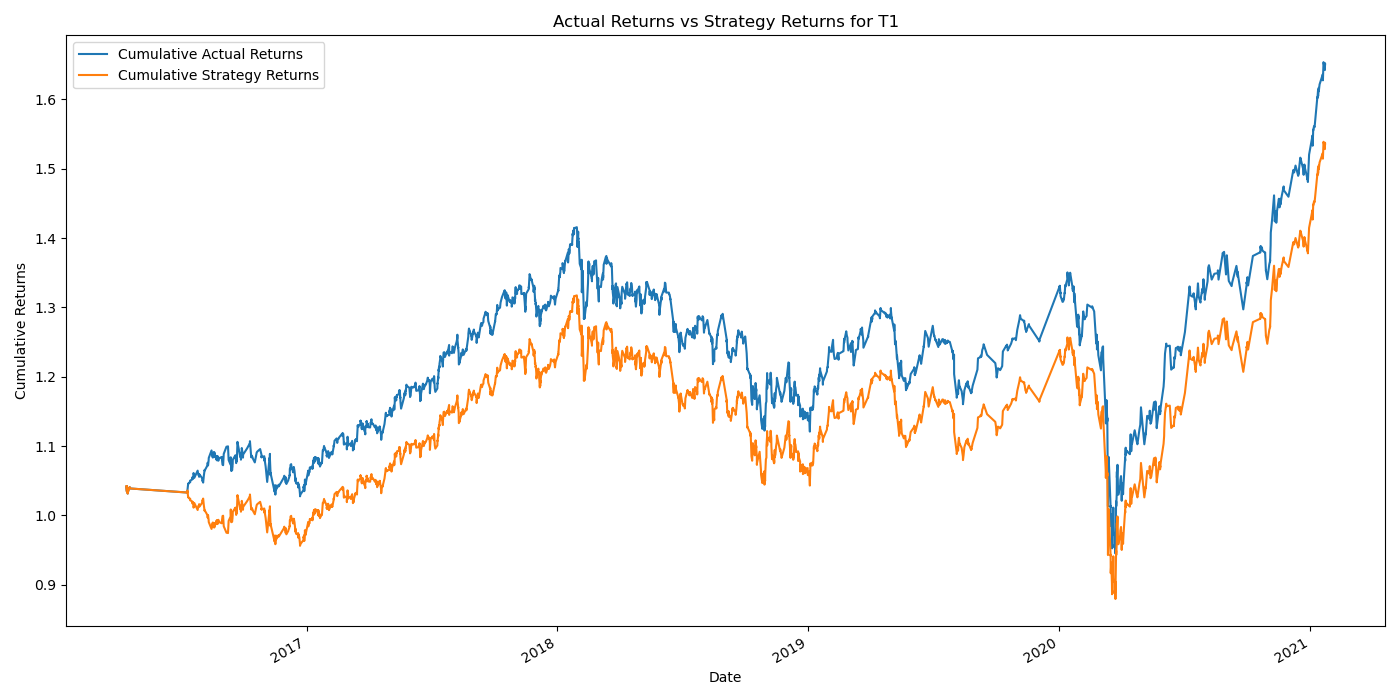 Actual Returns vs Strategy Returns for T1
Cumulative Actual Returns
Cumulative Strategy Returns
Cumulative Returns
1.6
1.5
1.4
1.3
1.2
1.1
1.0
0.9
2017
2018
2019
2020
2021
Date